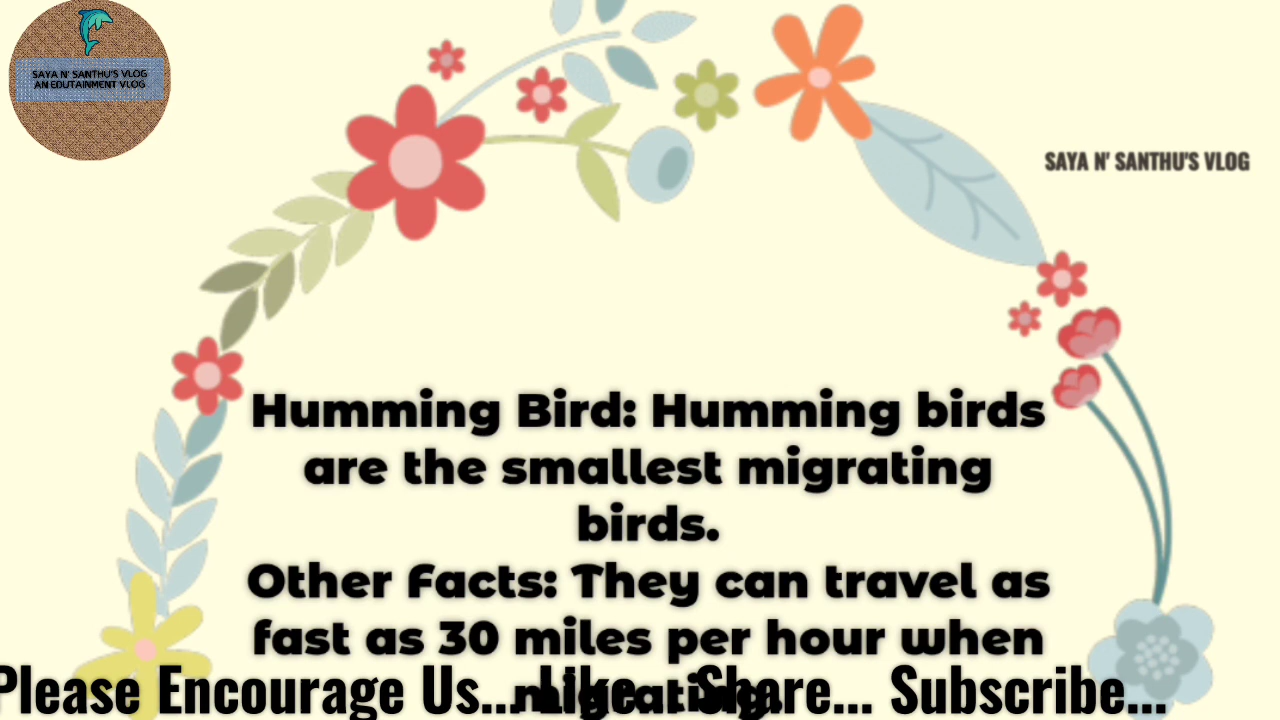 SAYA N' SANTHU'S VLOG
AN EDUTAINMENT VLOG
SAYA N' SANTHU'S VLOG
Humming Bird: Humming birds
are the smallest migrating
birds.
Other Facts: They can travel as
fast as 30 miles per hour when
migrating.
Please Encourage Us... Like... Share... Subscribe...